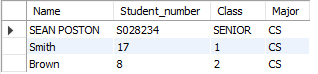 Name Student_number Class Major
SEAN POSTON S028234 SENIOR CS
Smith 17 1 CS
Brown 8 2 CS